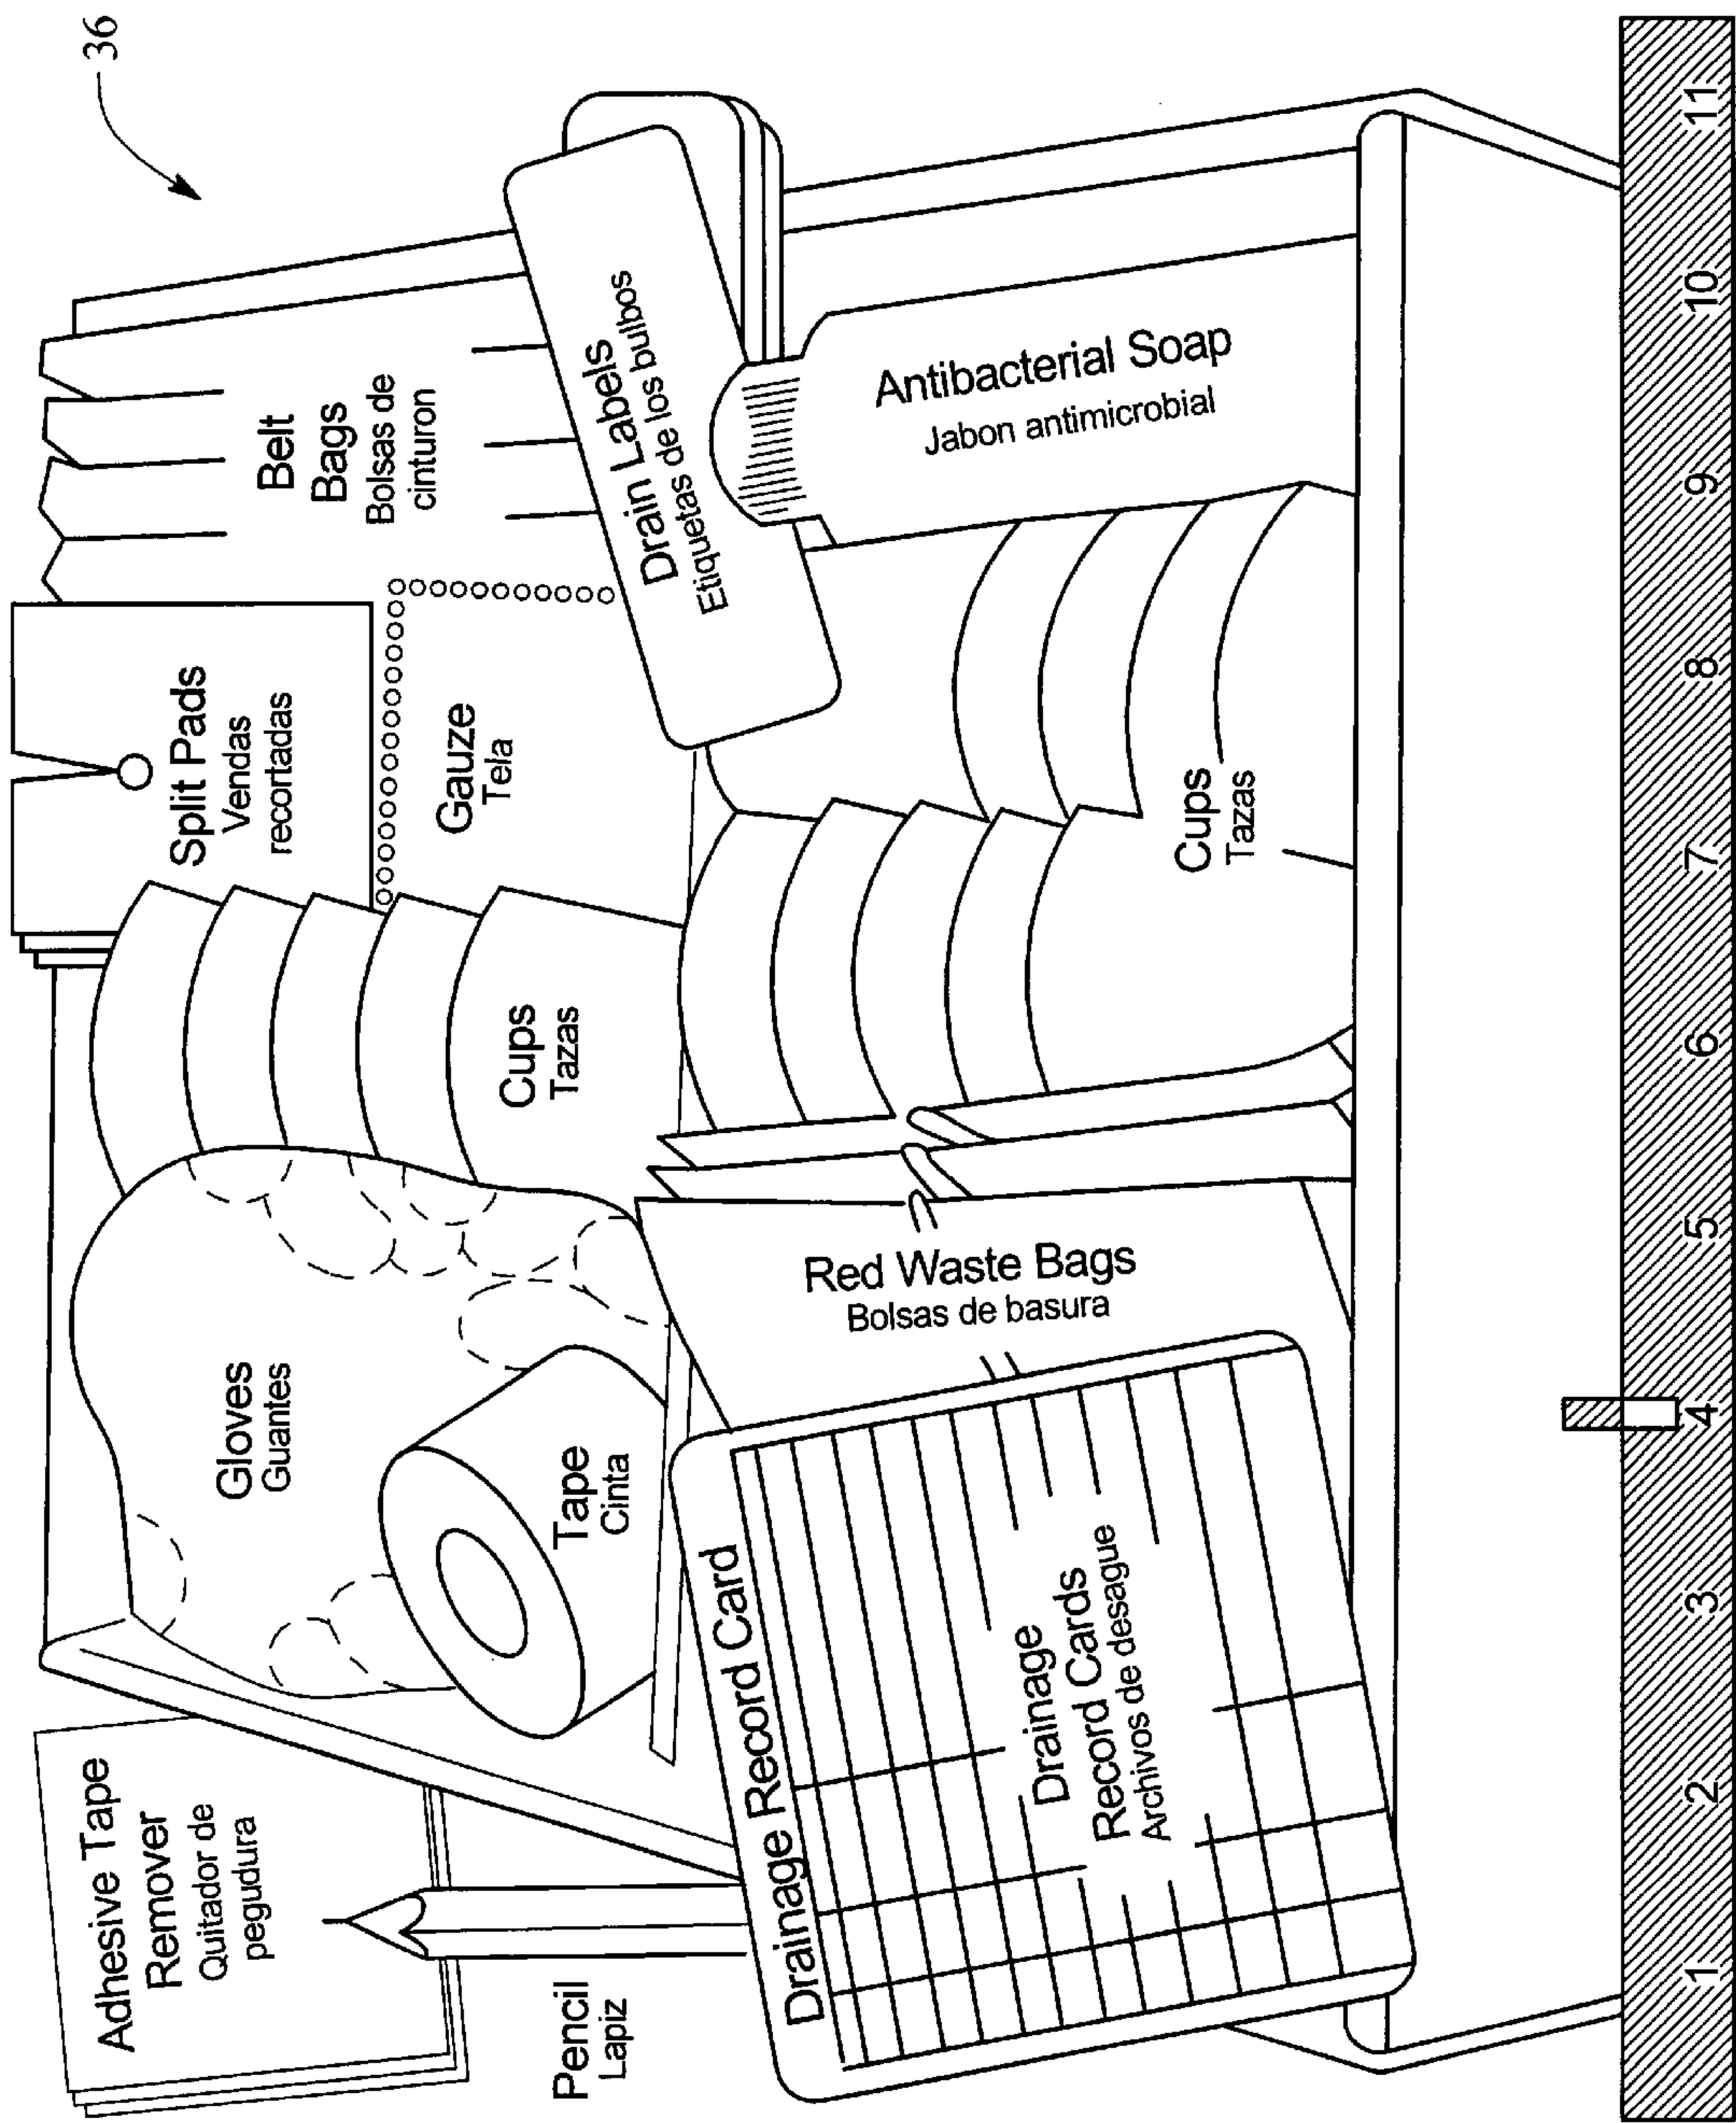 36
Adhesive Tape
Remover
Quitador de
pegudura
Pencil
Lapiz
Gloves
Guantes
Tape
Cinta
Cups
Tazas
Split Pads
Vendas
recortadas
Gauze
Tela
Belt
Bags
Bolsas de
cinturon
Drain Labels
Etiquetas de los bulbos
Drainage Record Card
Drainage
Record Cards
Archivos de desague
Red Waste Bags
Bolsas de basura
Cups
Tazas
Antibacterial Soap
Jabon antimicrobial
1 2 3 4 5 6 7 8 9 10 11